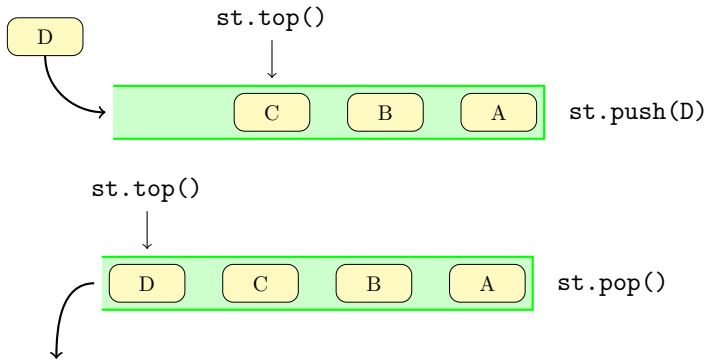 D
st.top()
C B A
st.push(D)
st.top()
D C B A
st.pop()